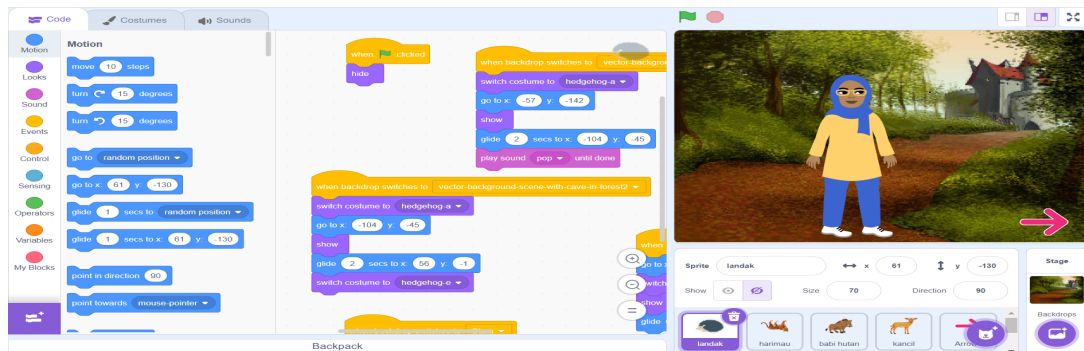 Code
Costumes
Sounds
Motion
Looks
Sound
Events
Control
Sensing
Operators
Variables
My Blocks
Motion
move 10 steps
turn 15 degrees
turn 15 degrees
go to random position
go to x: 61 y: -130
glide 1 secs to random position
glide 1 secs to x: 61 y: -130
point in direction 90
point towards mouse-pointer
when clicked
hide
when backdrop switches to vector-backgrou
switch costume to hedgehog-a
go to x: -57 y: -142
show
glide 2 secs to x: -104 y: -45
play sound pop until done
when backdrop switches to vector-background-scene-with-cave-in-forest2
switch costume to hedgehog-a
go to x: -104 y: -45
show
glide 2 secs to x: 56 y: -1
switch costume to hedgehog-e
when
go to x
switch
show
glide
Backpack
Sprite landak x 61 y -130
Show Size 70 Direction 90
landak
harimau
babi hutan
kancil
Arro
Stage
Backdrops